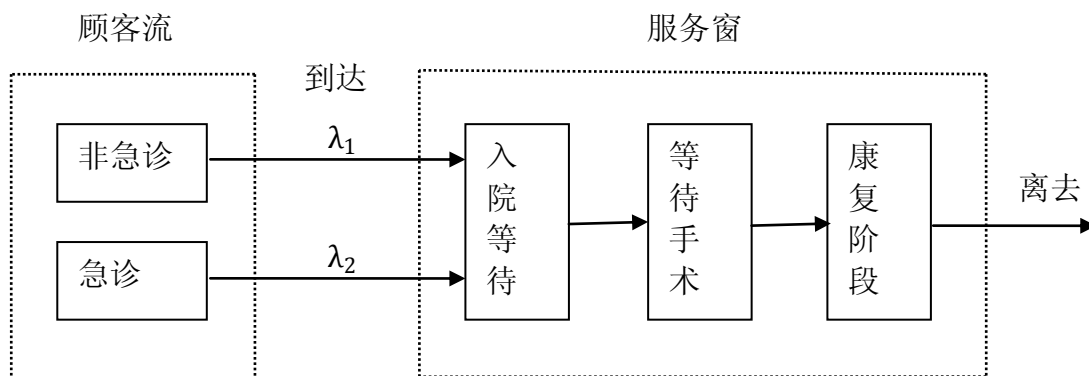 顾客流
服务窗
到达
非急诊
λ₁
急诊
λ₂
入
院
等
待
等
待
手
术
康
复
阶
段
离去